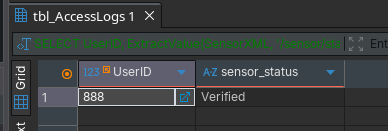 tbl_AccessLogs 1
Grid
123 UserID
A-Z sensor_status
1
888
Verified